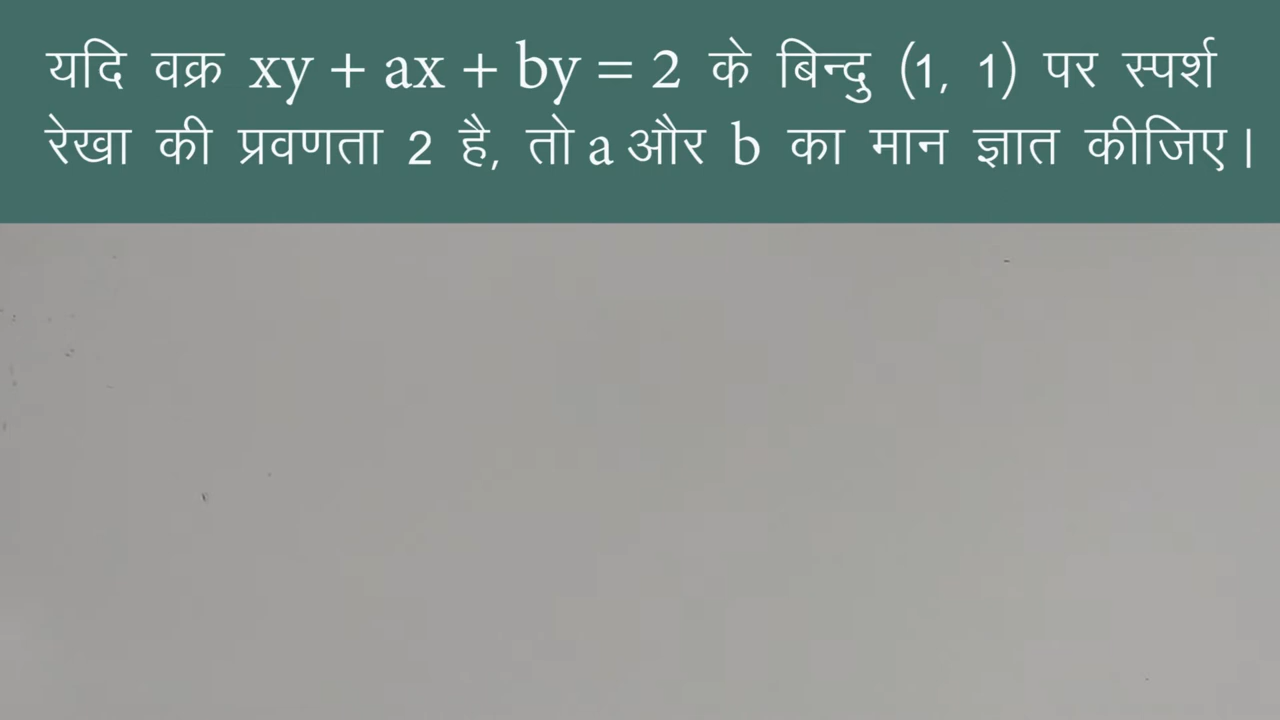 यदि वक्र xy + ax + by = 2 के बिन्दु (1, 1) पर स्पर्श
रेखा की प्रवणता 2 है, तो a और b का मान ज्ञात कीजिए।